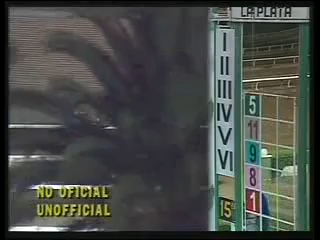 LA PLATA
I
II
III
IV
V
VI
5
11
9
8
1
15
NO OFICIAL
UNOFFICIAL